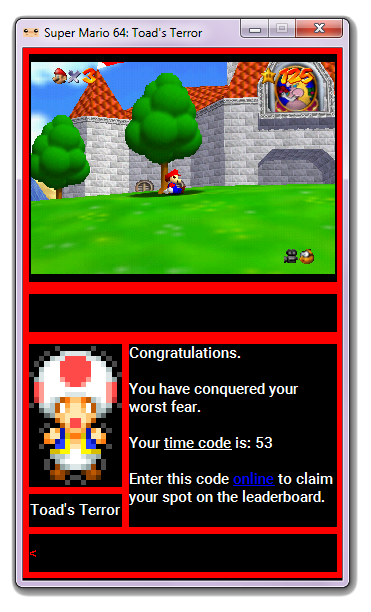 Super Mario 64: Toad's Terror
x 3
125
Congratulations.
You have conquered your
worst fear.
Your time code is: 53
Enter this code online to claim
your spot on the leaderboard.
Toad's Terror